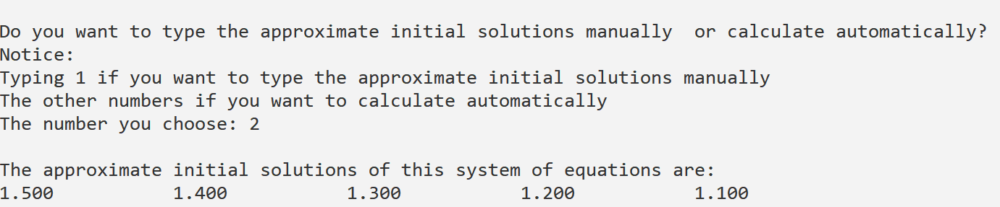 Do you want to type the approximate initial solutions manually  or calculate automatically?
Notice:
Typing 1 if you want to type the approximate initial solutions manually
The other numbers if you want to calculate automatically
The number you choose: 2
The approximate initial solutions of this system of equations are:
1.500           1.400           1.300           1.200           1.100